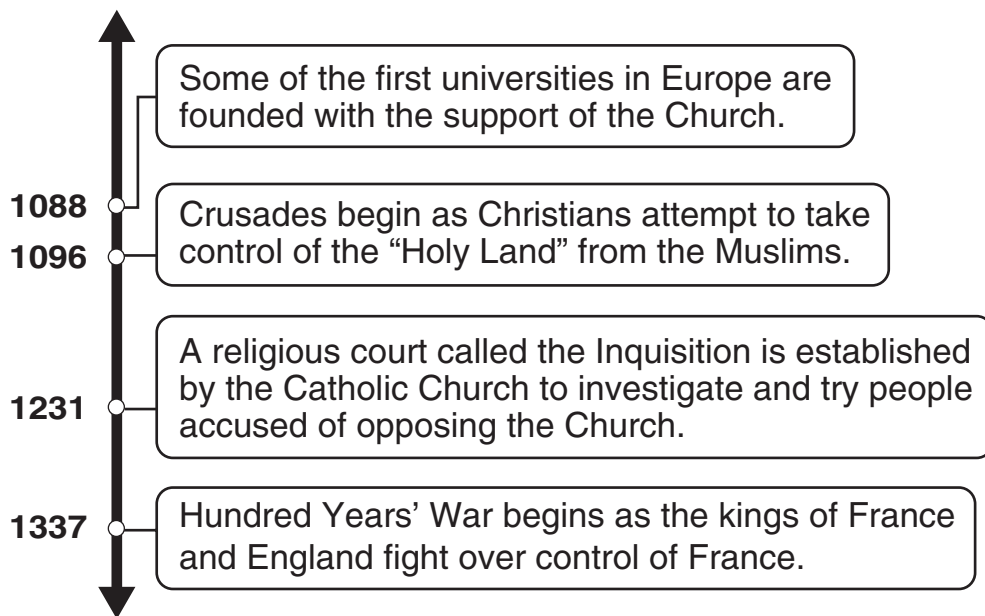 Some of the first universities in Europe are
founded with the support of the Church.
1088
Crusades begin as Christians attempt to take
control of the “Holy Land” from the Muslims.
1096
A religious court called the Inquisition is established
by the Catholic Church to investigate and try people
accused of opposing the Church.
1231
Hundred Years’ War begins as the kings of France
and England fight over control of France.
1337